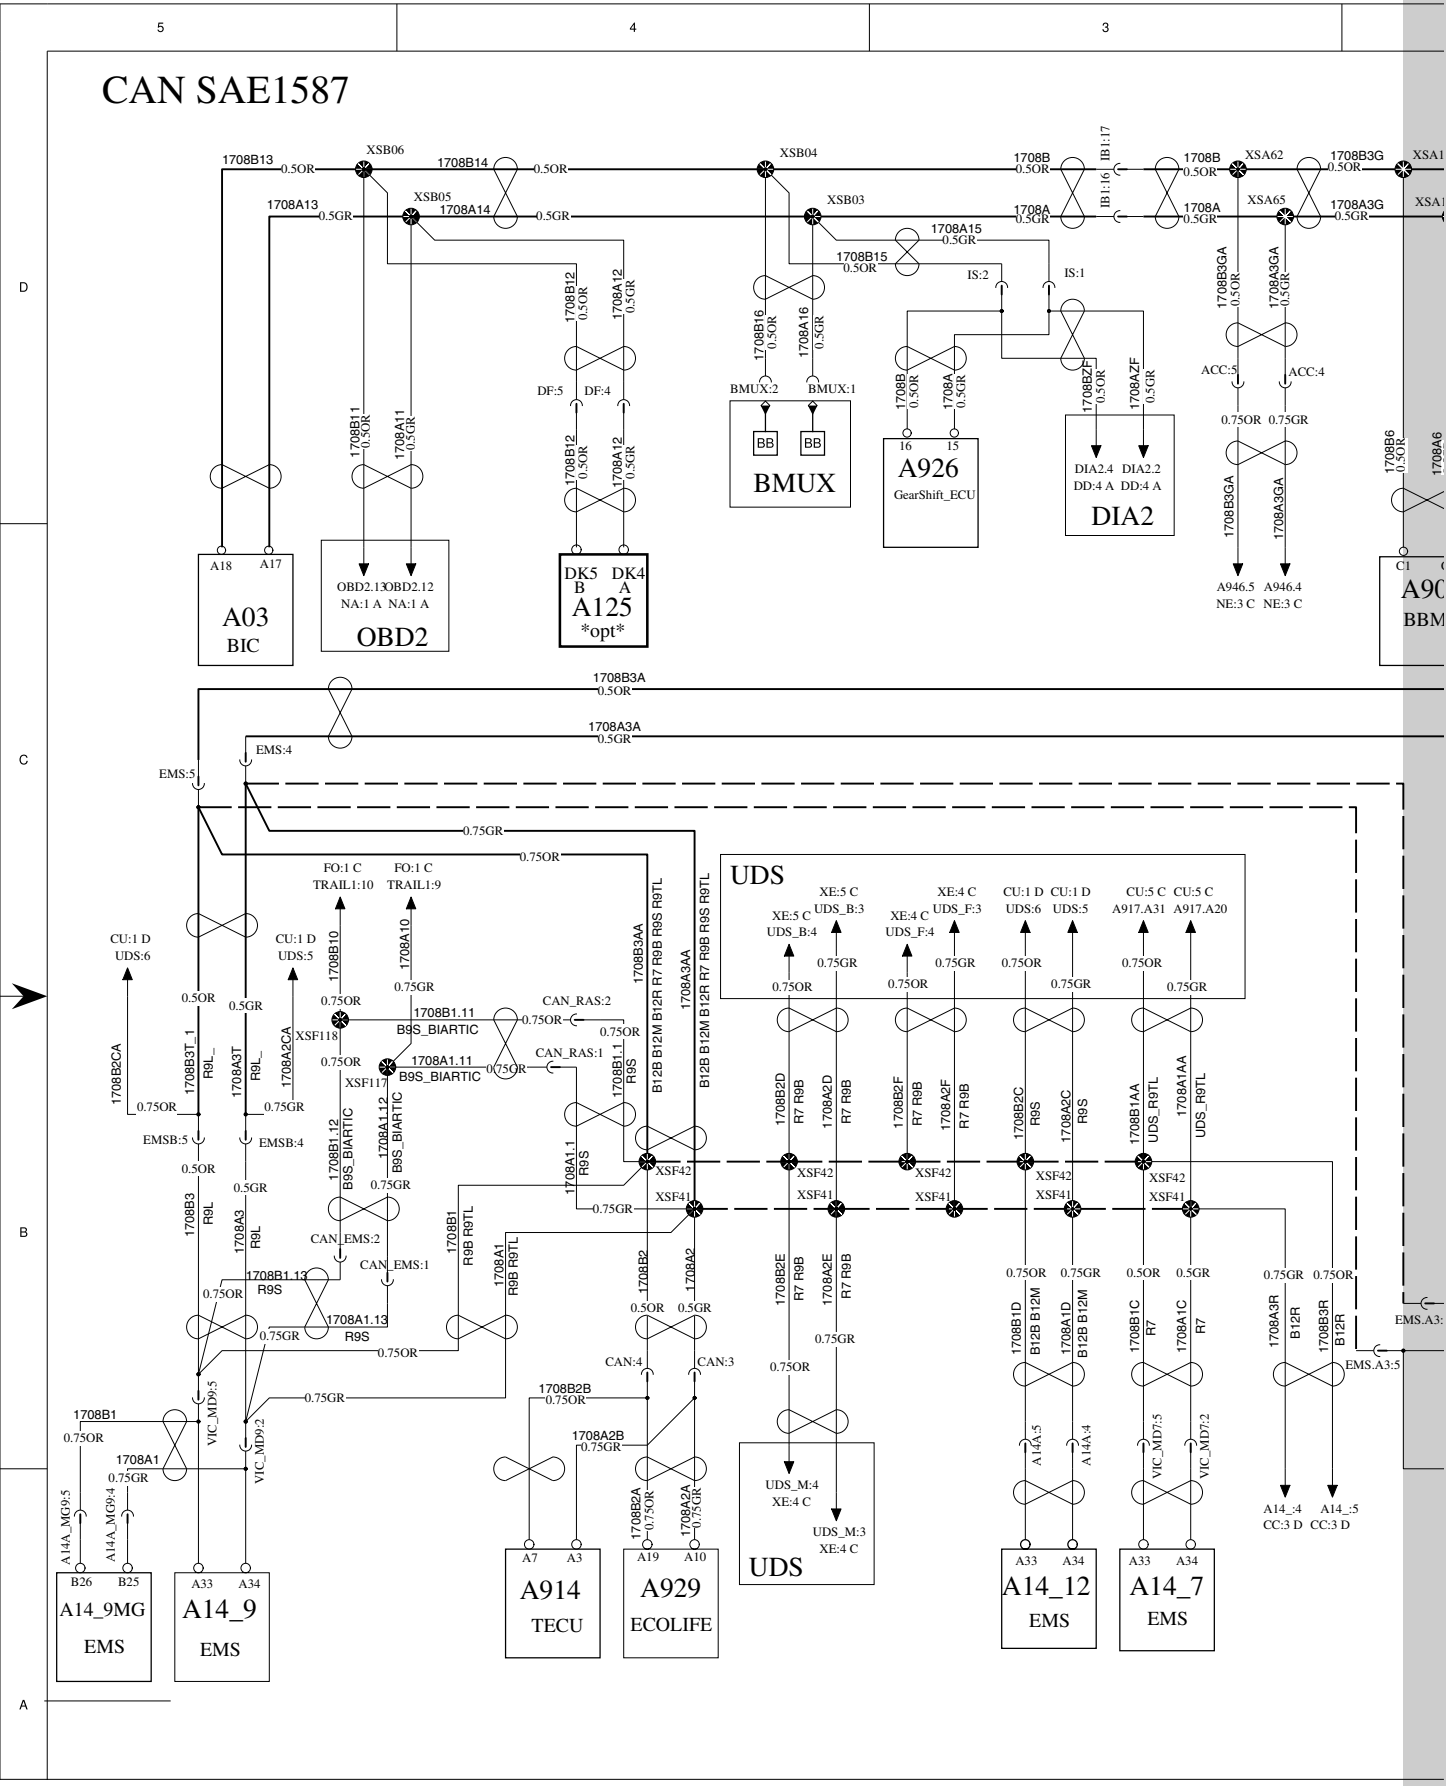 5
4
3
CAN SAE1587
XSB06
XSB04
1708B13
0.5OR
1708B14
0.5OR
1708B
0.5OR
IB1:17
1708B
0.5OR
XSA62
1708B3G
0.5OR
XSA1
XSB05
XSB03
1708A13
0.5GR
1708A14
0.5GR
1708A
0.5GR
IB1:16
1708A
0.5GR
XSA65
1708A3G
0.5GR
1708A15
0.5GR
1708B15
0.5OR
IS:2
IS:1
D
1708B12
0.5OR
1708A12
0.5GR
1708B16
0.5OR
1708A16
0.5GR
1708B3GA
0.5OR
1708A3GA
0.5GR
DF:5
DF:4
BMUX:2
BMUX:1
1708B
0.5OR
1708A
0.5GR
1708BZF
0.5OR
1708AZF
0.5GR
ACC:5
ACC:4
1708B11
0.5OR
1708A11
0.5GR
1708B12
0.5OR
1708A12
0.5GR
BB
BB
BMUX
16
15
A926
GearShift_ECU
DIA2.4
DD:4 A
DIA2.2
DD:4 A
DIA2
0.75OR
0.75GR
1708B3GA
1708A3GA
1708B6
0.5OR
1708A6
A18
A17
A03
BIC
OBD2.13
NA:1 A
OBD2.12
NA:1 A
OBD2
DK5
B
DK4
A
A125
*opt*
A946.5
NE:3 C
A946.4
NE:3 C
C1
A90
BBM
1708B3A
0.5OR
1708A3A
0.5GR
C
EMS:4
EMS:5
0.75GR
0.75OR
FO:1 C
TRAIL1:10
FO:1 C
TRAIL1:9
UDS
XE:5 C
UDS_B:4
XE:5 C
UDS_B:3
XE:4 C
UDS_F:4
XE:4 C
UDS_F:3
CU:1 D
UDS:6
CU:1 D
UDS:5
CU:5 C
A917.A31
CU:5 C
A917.A20
CU:1 D
UDS:6
CU:1 D
UDS:5
1708B10
1708A10
1708B3AA
B12B B12M B12R R7 R9B R9S R9TL
1708A3AA
B12B B12M B12R R7 R9B R9S R9TL
0.75OR
0.75GR
0.75OR
0.75GR
0.75OR
0.75GR
0.75OR
0.75GR
0.5OR
0.5GR
0.75OR
0.75GR
XSF118
1708B1.11
B9S_BIARTIC
0.75OR
CAN_RAS:2
0.75OR
0.75OR
XSF117
1708A1.11
B9S_BIARTIC
0.75GR
CAN_RAS:1
1708B1.1
R9S
1708B2CA
1708B3T_1
R9L_
1708A3T
R9L_
1708A2CA
0.75OR
0.75GR
EMSB:5
EMSB:4
1708B1.12
B9S_BIARTIC
1708A1.12
B9S_BIARTIC
1708A1.1
R9S
1708B2D
R7 R9B
1708A2D
R7 R9B
1708B2F
R7 R9B
1708A2F
R7 R9B
1708B2C
R9S
1708A2C
R9S
1708B1AA
UDS_R9TL
1708A1AA
UDS_R9TL
XSF42
XSF42
XSF42
XSF42
XSF41
XSF41
XSF41
XSF41
0.5OR
0.5GR
0.75GR
0.75GR
B
1708B3
R9L
1708A3
R9L
CAN_EMS:2
CAN_EMS:1
1708B1
R9B R9TL
1708A1
R9B R9TL
1708B2
1708A2
1708B2E
R7 R9B
1708A2E
R7 R9B
0.75OR
0.75GR
0.5OR
0.5GR
0.75GR
0.75OR
1708B1.13
R9S
0.75OR
1708A1.13
R9S
0.75GR
0.75OR
0.5OR
0.5GR
CAN:4
CAN:3
0.75GR
0.75OR
1708B1D
B12B B12M
1708A1D
B12B B12M
1708B1C
R7
1708A1C
R7
1708A3R
B12R
1708B3R
B12R
EMS.A3:
EMS.A3:5
VIC_MD9:5
VIC_MD9:2
0.75GR
1708B1
0.75OR
1708A1
0.75GR
1708B2B
0.75OR
1708A2B
0.75GR
A14A:5
A14A:4
VIC_MD7:5
VIC_MD7:2
A14A_MG9:5
A14A_MG9:4
1708B2A
0.75OR
1708A2A
0.75GR
UDS_M:4
XE:4 C
UDS_M:3
XE:4 C
UDS
A14_:4
CC:3 D
A14_:5
CC:3 D
B26
B25
A14_9MG
EMS
A33
A34
A14_9
EMS
A7
A3
A914
TECU
A19
A10
A929
ECOLIFE
A33
A34
A14_12
EMS
A33
A34
A14_7
EMS
A